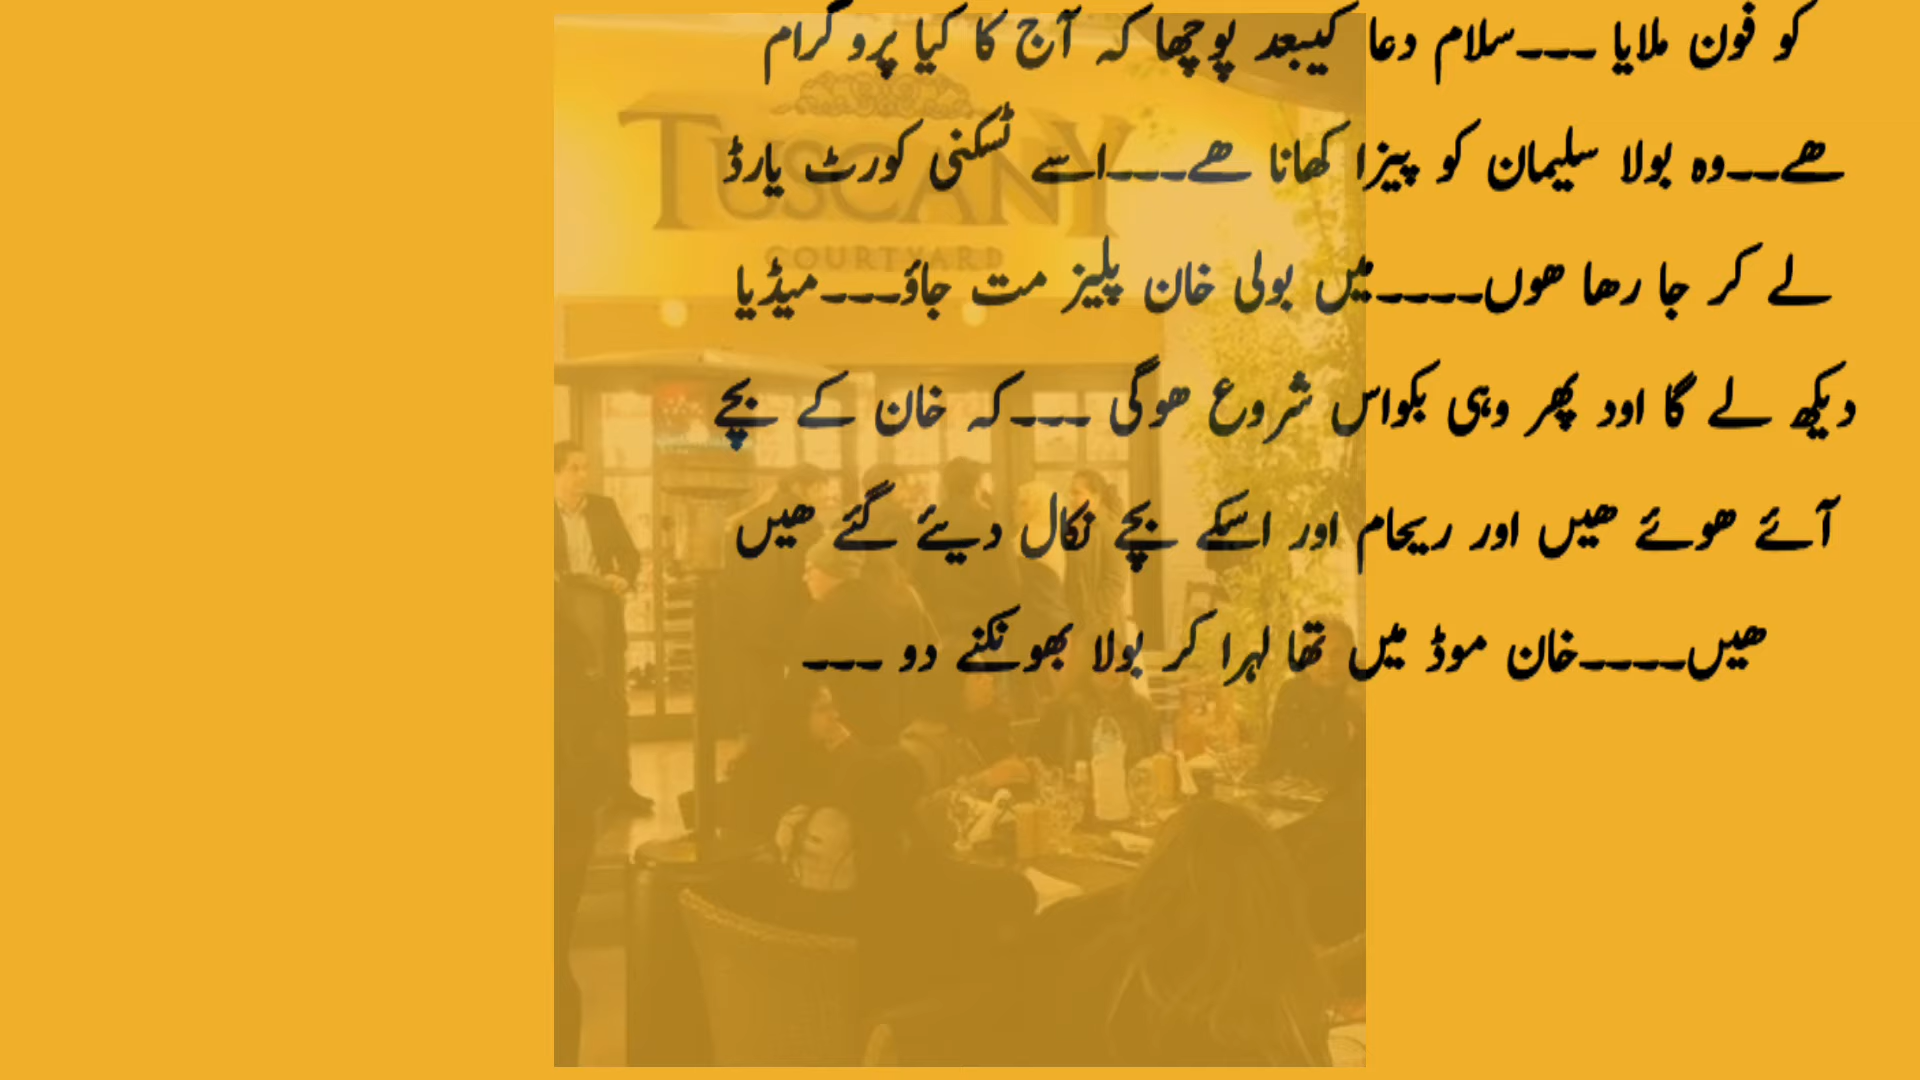 کو فون ملایا ---سلام دعا کیبعد پوچھا کہ آج کا کیا پروگرام
ھے--وہ بولا سلیمان کو پیزا کھانا ھے---اسے ٹسکنی کورٹ یارڈ
لے کر جا رھا ھوں----میں بولی خان پلیز مت جاؤ---میڈیا
دیکھ لے گا اود پھر وہی بکواس شروع ھوگی ---کہ خان کے بچے
آئے ھوئے ھیں اور ریحام اور اسکے بچے نکال دیئے گئے ھیں
ھیں----خان موڈ میں تھا لہرا کر بولا بھونکنے دو ---
TUSCANY
COURTYARD